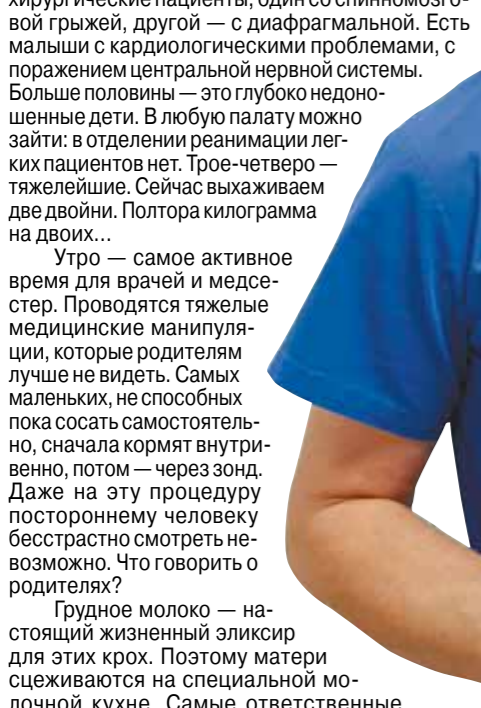 хирургические пациенты, один со спинномозго-
вой грыжей, другой — с диафрагмальной. Есть
малыши с кардиологическими проблемами, с
поражением центральной нервной системы.
Больше половины — это глубоко недоно-
шенные дети. В любую палату можно
зайти: в отделении реанимации лег-
ких пациентов нет. Трое-четверо —
тяжелейшие. Сейчас выхаживаем
две двойни. Полтора килограмма
на двоих...
Утро — самое активное
время для врачей и медсе-
стер. Проводятся тяжелые
медицинские манипуля-
ции, которые родителям
лучше не видеть. Самых
маленьких, не способных
пока сосать самостоятель-
но, сначала кормят внутри-
венно, потом — через зонд.
Даже на эту процедуру
постороннему человеку
бесстрастно смотреть не-
возможно. Что говорить о
родителях?
Грудное молоко — на-
стоящий жизненный эликсир
для этих крох. Поэтому матери
сцеживаются на специальной мо-
лочной кухне. Самые ответственные